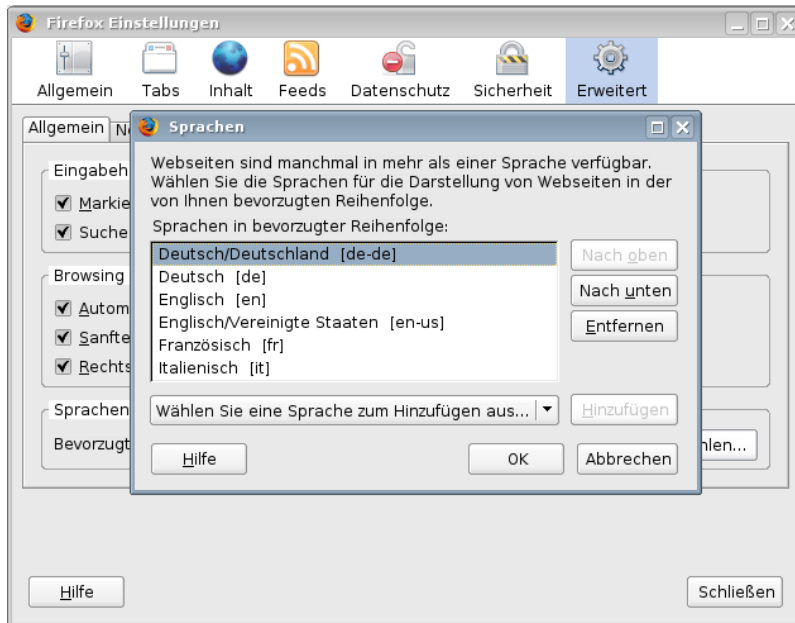 Firefox Einstellungen
Allgemein Tabs Inhalt Feeds Datenschutz Sicherheit Erweitert
Allgemein
Sprachen
Webseiten sind manchmal in mehr als einer Sprache verfügbar.
Wählen Sie die Sprachen für die Darstellung von Webseiten in der
von Ihnen bevorzugten Reihenfolge.
Sprachen in bevorzugter Reihenfolge:
Deutsch/Deutschland [de-de]
Deutsch [de]
Englisch [en]
Englisch/Vereinigte Staaten [en-us]
Französisch [fr]
Italienisch [it]
Nach oben
Nach unten
Entfernen
Wählen Sie eine Sprache zum Hinzufügen aus...
Hinzufügen
Hilfe
OK
Abbrechen
Eingabeh
Markie
Suche
Browsing
Autom
Sanfte
Rechts
Sprachen
Bevorzugt
hlen...
Hilfe
Schließen